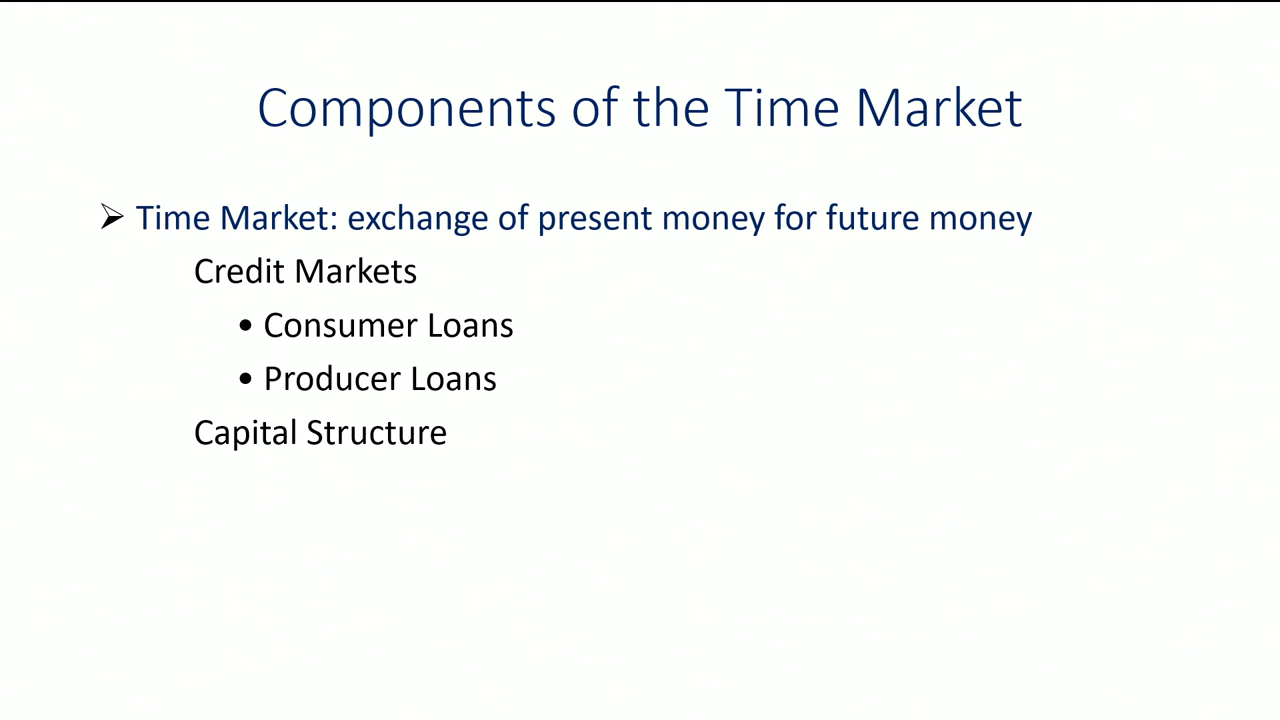 Components of the Time Market
➢ Time Market: exchange of present money for future money
Credit Markets
• Consumer Loans
• Producer Loans
Capital Structure